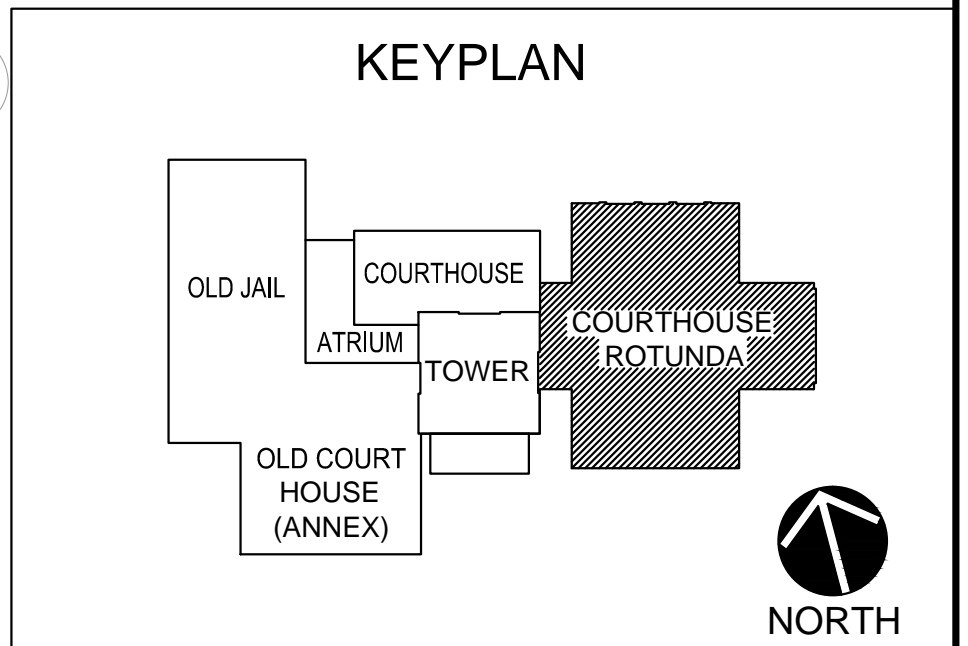 KEYPLAN
OLD JAIL
COURTHOUSE
ATRIUM
TOWER
COURTHOUSE
ROTUNDA
OLD COURT
HOUSE
(ANNEX)
NORTH